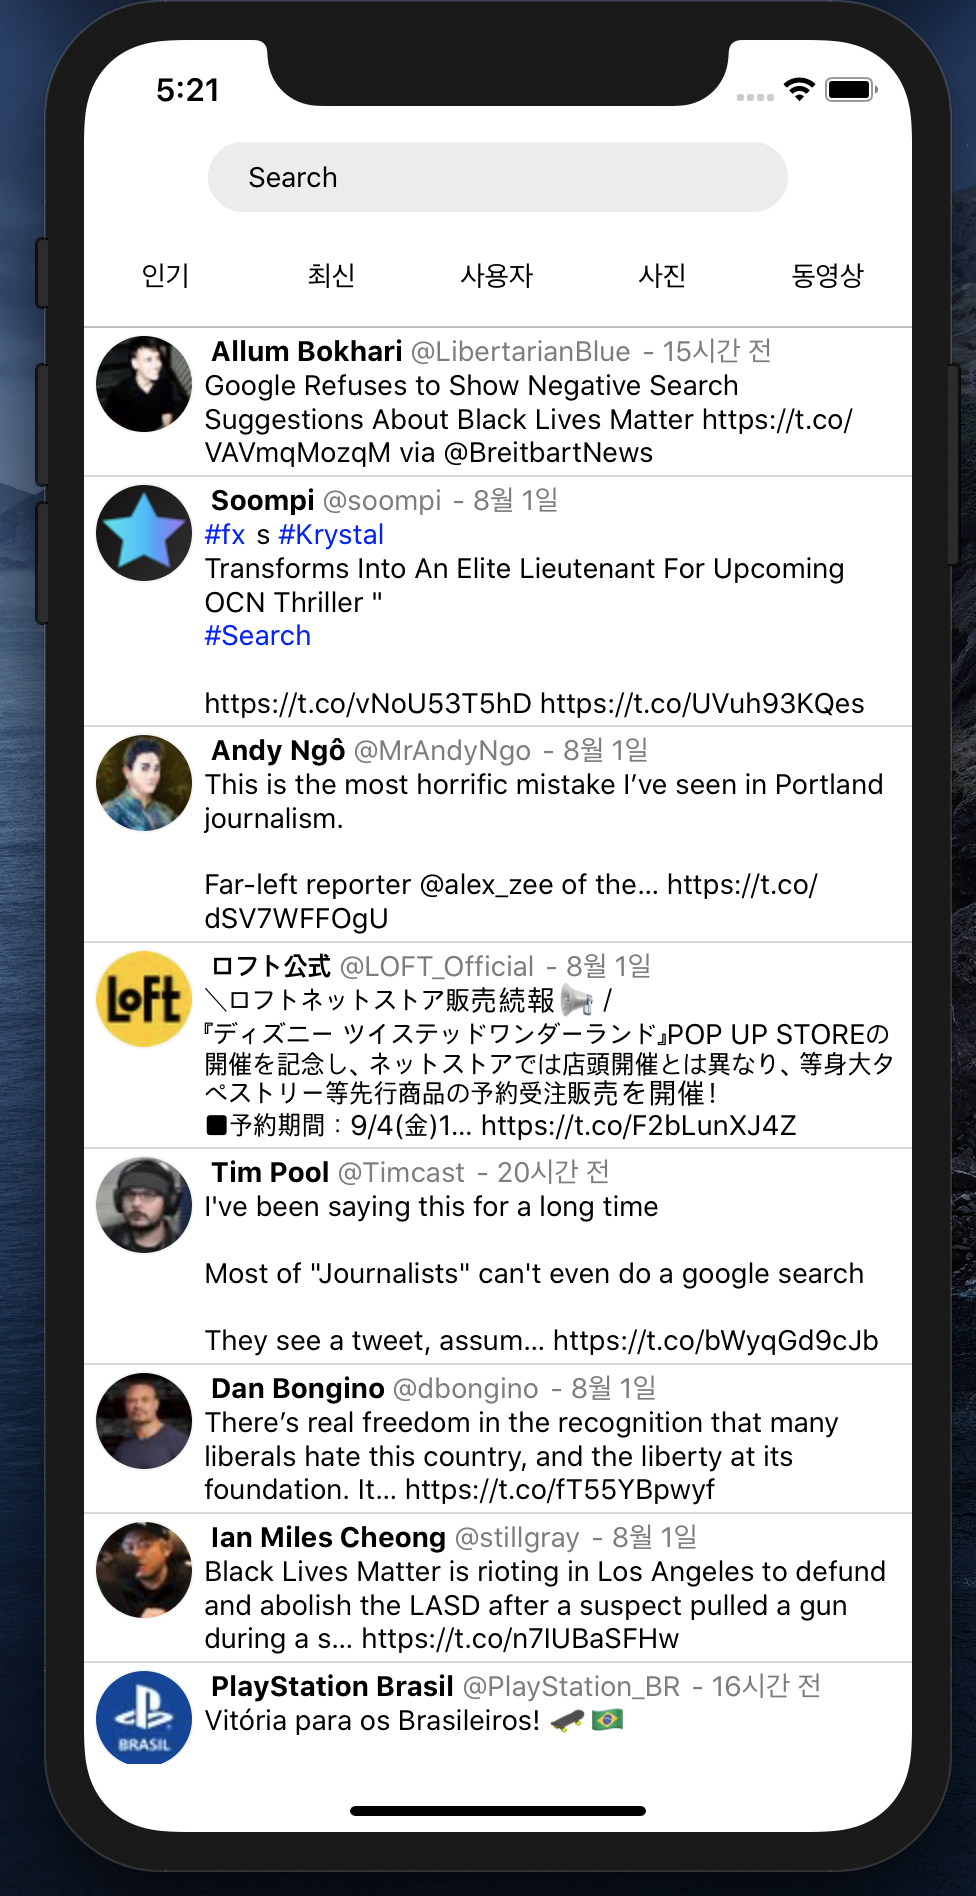 5:21
Search
인기 최신 사용자 사진 동영상
Allum Bokhari @LibertarianBlue - 15시간 전
Google Refuses to Show Negative Search
Suggestions About Black Lives Matter https://t.co/
VAVmqMozqM via @BreitbartNews
Soompi @soompi - 8월 1일
#fx s #Krystal
Transforms Into An Elite Lieutenant For Upcoming
OCN Thriller "
#Search
https://t.co/vNoU53T5hD https://t.co/UVuh93KQes
Andy Ngô @MrAndyNgo - 8월 1일
This is the most horrific mistake I’ve seen in Portland
journalism.
Far-left reporter @alex_zee of the… https://t.co/
dSV7WFFOgU
LOFT
ロフト公式 @LOFT_Official - 8월 1일
＼ロフトネットストア販売続報📢 /
『ディズニー ツイステッドワンダーランド』POP UP STOREの
開催を記念し、ネットストアでは店頭開催とは異なり、等身大タ
ペストリー等先行商品の予約受注販売を開催！
■予約期間：9/4(金)1… https://t.co/F2bLunXJ4Z
Tim Pool @Timcast - 20시간 전
I've been saying this for a long time
Most of "Journalists" can't even do a google search
They see a tweet, assum… https://t.co/bWyqGd9cJb
Dan Bongino @dbongino - 8월 1일
There’s real freedom in the recognition that many
liberals hate this country, and the liberty at its
foundation. It… https://t.co/fT55YBpwyf
Ian Miles Cheong @stillgray - 8월 1일
Black Lives Matter is rioting in Los Angeles to defund
and abolish the LASD after a suspect pulled a gun
during a s… https://t.co/n7IUBaSFHw
BRASIL
PlayStation Brasil @PlayStation_BR - 16시간 전
Vitória para os Brasileiros! 🛹🇧🇷